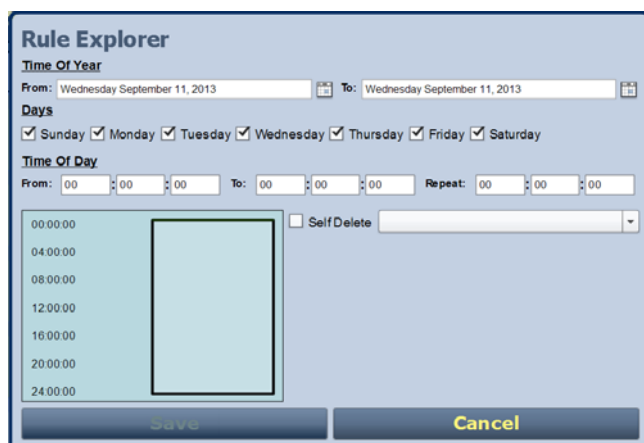 Rule Explorer
Time Of Year
From: Wednesday September 11, 2013 To: Wednesday September 11, 2013
Days
Sunday Monday Tuesday Wednesday Thursday Friday Saturday
Time Of Day
From: 00 : 00 : 00 To: 00 : 00 : 00 Repeat: 00 : 00 : 00
00:00:00 Self Delete
04:00:00
08:00:00
12:00:00
16:00:00
20:00:00
24:00:00
Save Cancel